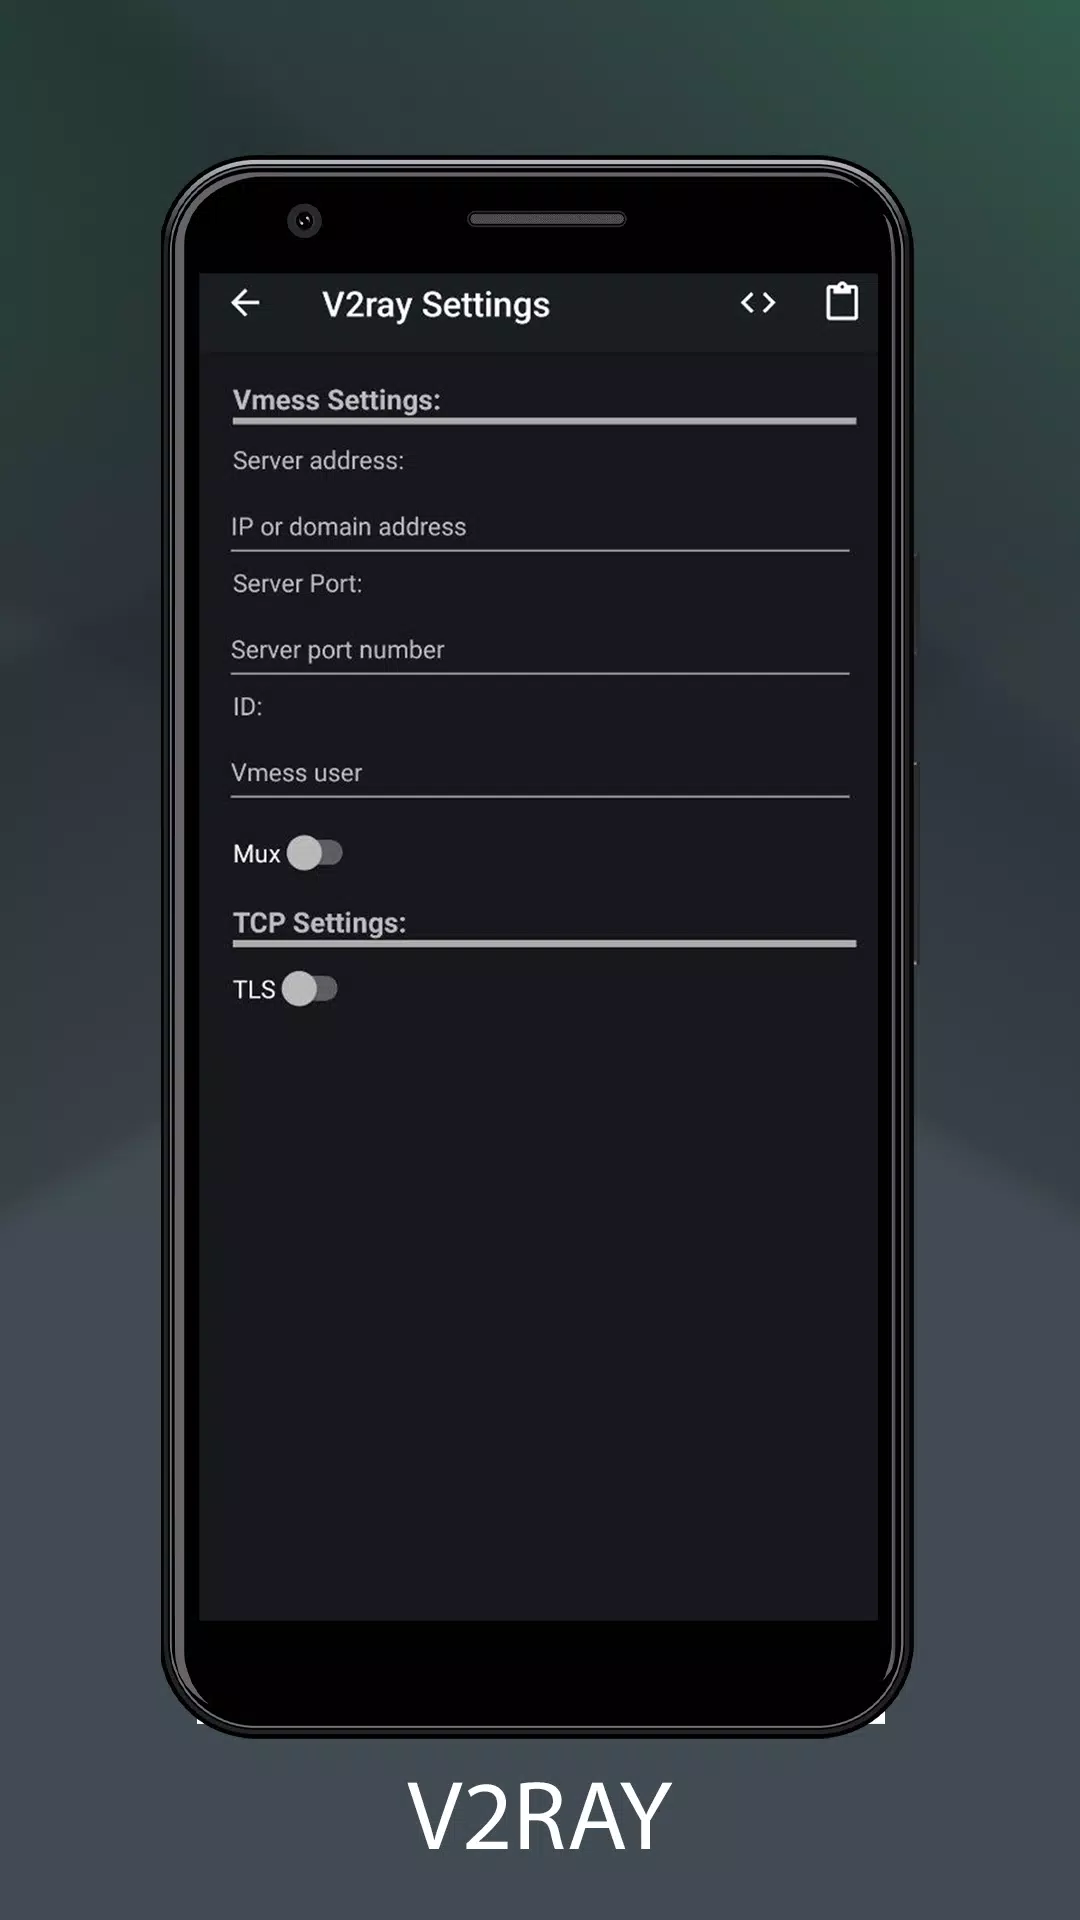 V2ray Settings
Vmess Settings:
Server address:
IP or domain address
Server Port:
Server port number
ID:
Vmess user
Mux
TCP Settings:
TLS
V2RAY